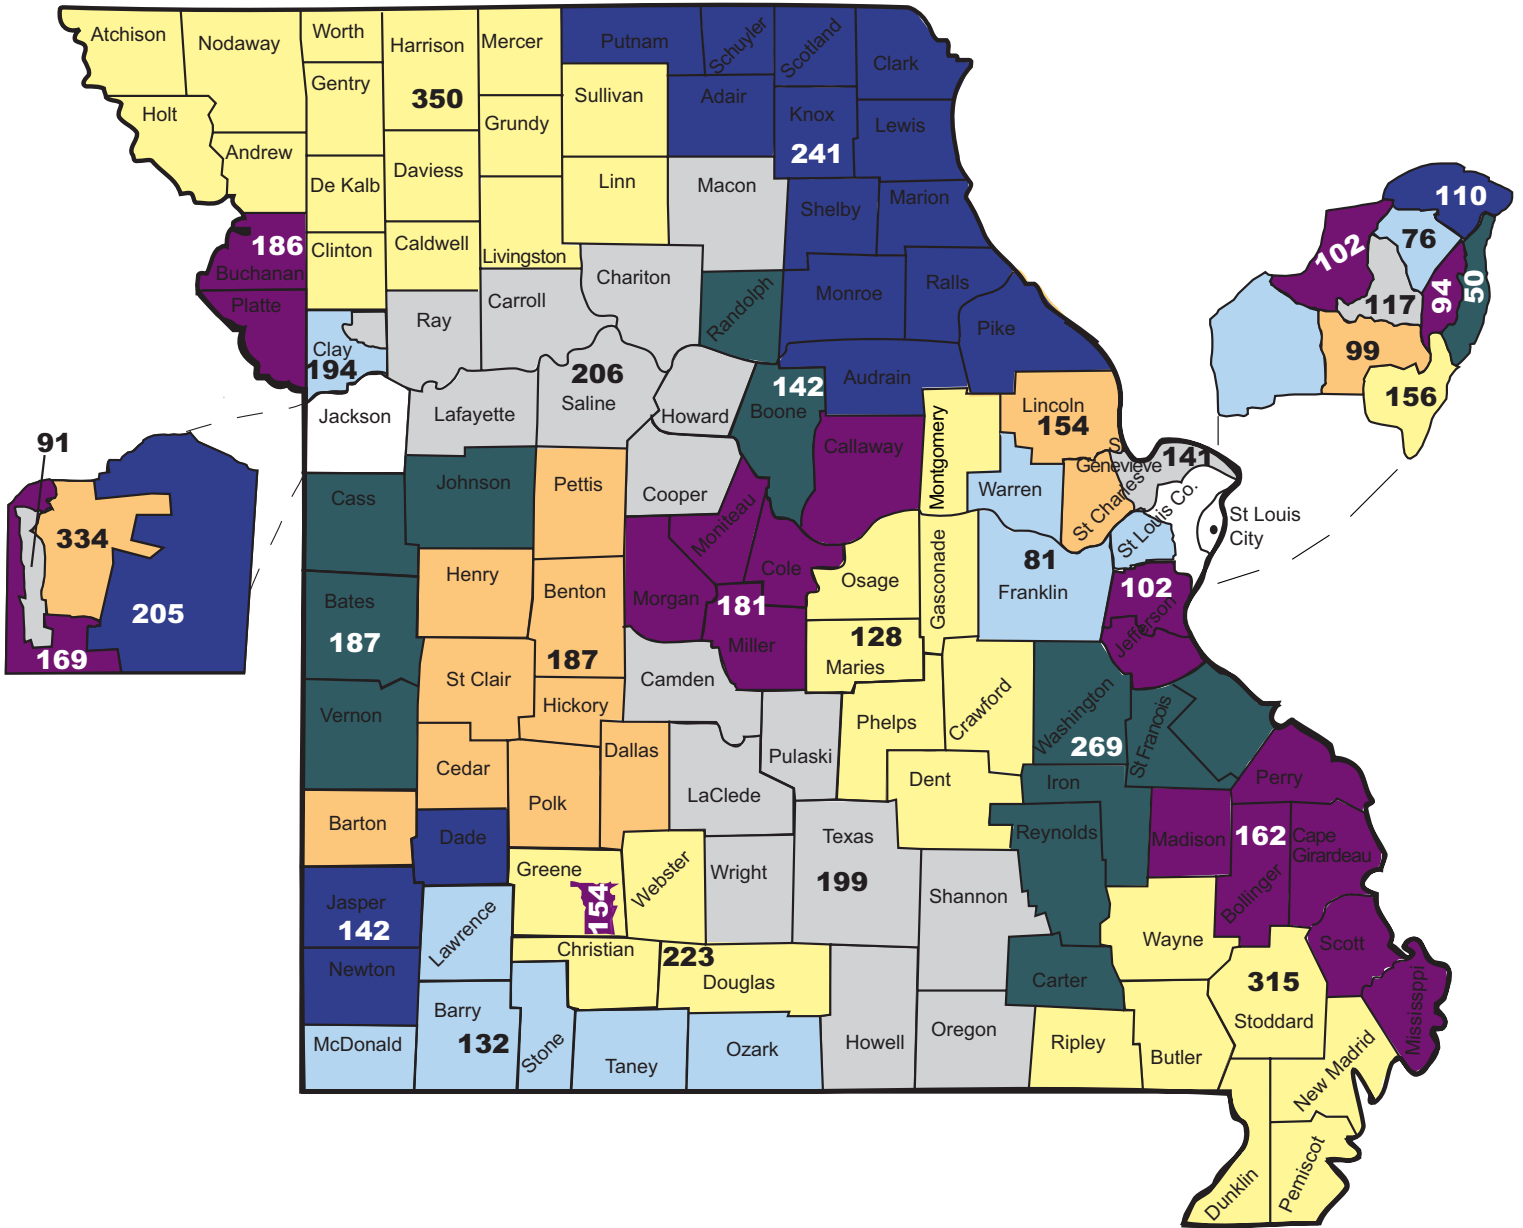 Atchison
Nodaway
Worth
Harrison
Mercer
Putnam
Schuyler
Scotland
Clark
Gentry
350
Sullivan
Adair
Knox
Lewis
Holt
Grundy
241
Andrew
De Kalb
Daviess
Linn
Macon
Shelby
Marion
110
186
Buchanan
Clinton
Caldwell
Livingston
Chariton
102
76
94
50
Platte
Ray
Carroll
Randolph
Monroe
Ralls
Pike
117
Clay
194
206
Saline
142
Boone
Audrain
99
Jackson
Lafayette
Howard
Callaway
Montgomery
Lincoln
154
156
91
S
Genevieve
141
Cass
Johnson
Pettis
Cooper
Warren
St Charles
St Louis Co.
St Louis
City
334
Moniteau
Cole
Osage
Gasconade
81
Franklin
102
Jefferson
205
Bates
187
Henry
Benton
187
Morgan
181
Miller
128
Maries
169
Vernon
St Clair
Hickory
Camden
Phelps
Crawford
Washington
269
St Francois
Cedar
Dallas
Pulaski
Dent
Iron
Perry
Barton
Polk
LaClede
Dade
Texas
Reynolds
Madison
162
Cape
Girardeau
Greene
154
Webster
Wright
199
Shannon
Bollinger
Jasper
142
Lawrence
Christian
223
Douglas
Wayne
Scott
Newton
Carter
315
Stoddard
Mississppi
McDonald
Barry
132
Stone
Taney
Ozark
Howell
Oregon
Ripley
Butler
New Madrid
Dunklin
Pemiscot